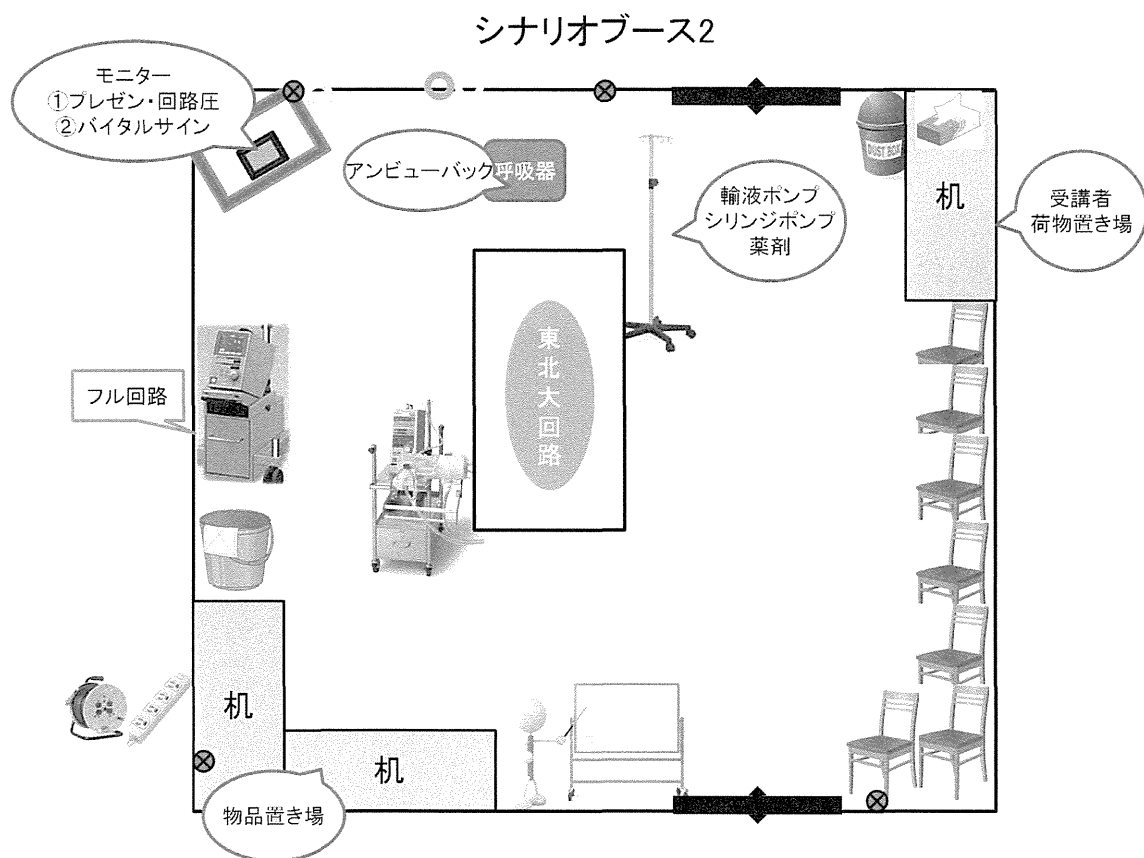 シナリオブース2
モニター
①プレゼン・回路圧
②バイタルサイン
アンビューバック
呼吸器
輸液ポンプ
シリンジポンプ
薬剤
DUST BOX
机
受講者
荷物置き場
東北大回路
フル回路
机
机
物品置き場